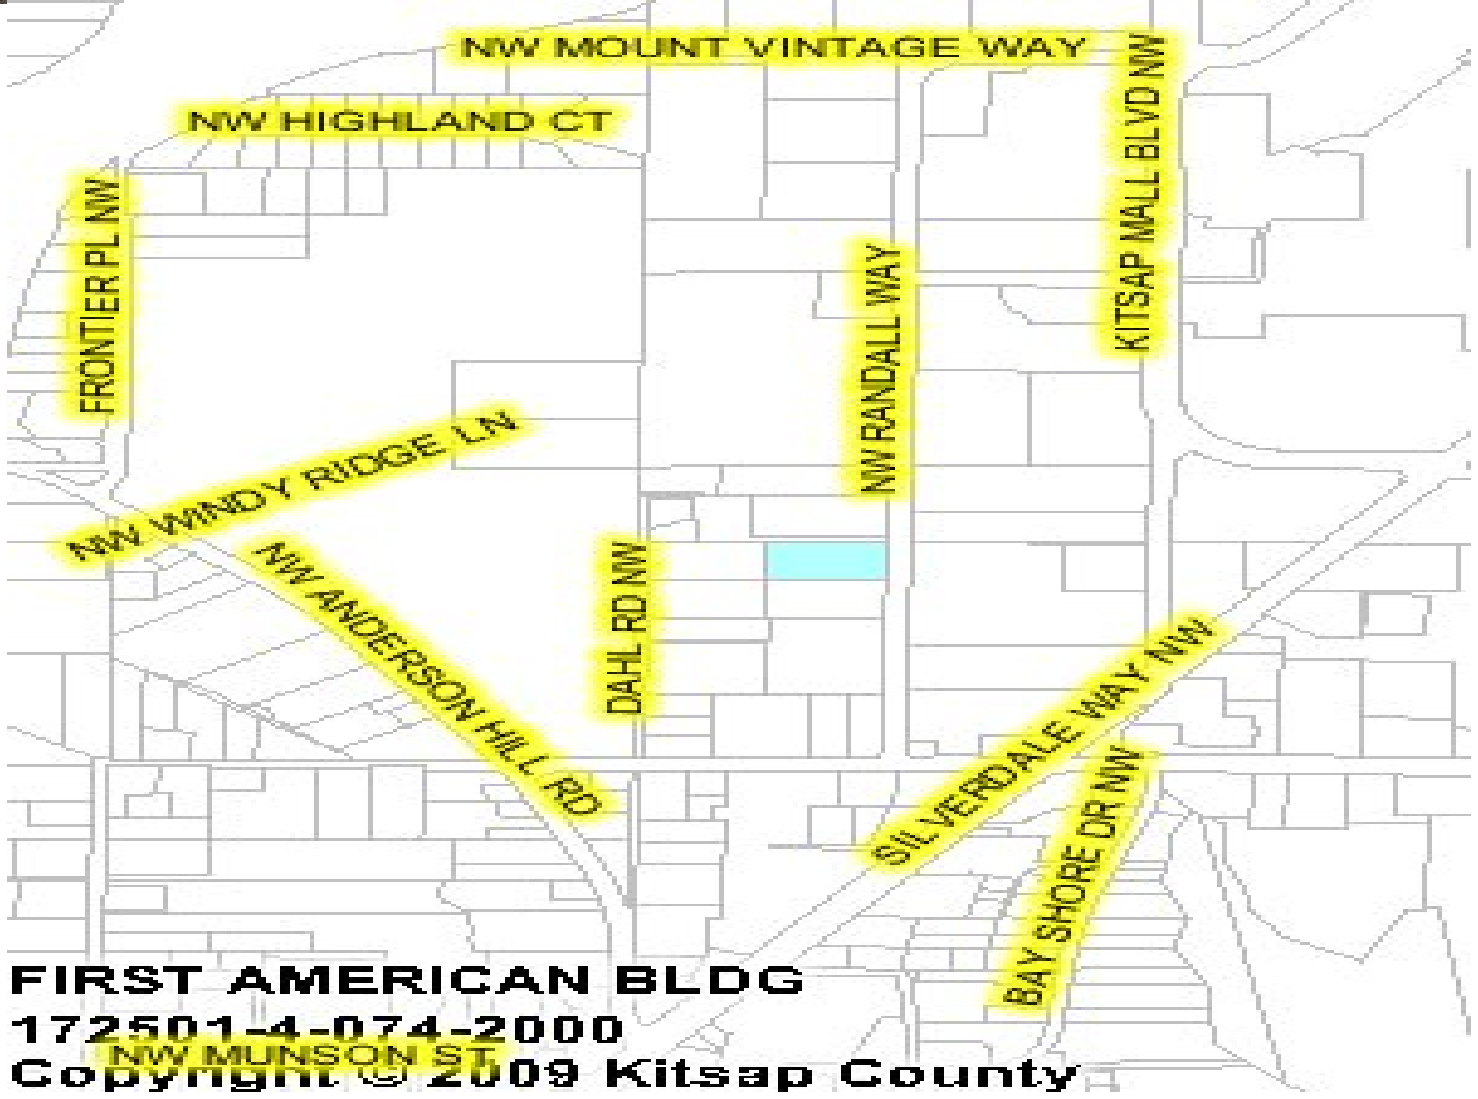 NW MOUNT VINTAGE WAY
KITSAP MALL BLVD NW
NW HIGHLAND CT
FRONTIER PL NW
NW RANDALL WAY
NW WINDY RIDGE LN
NW ANDERSON HILL RD
DAHL RD NW
SILVERDALE WAY NW
BAY SHORE DR NW
FIRST AMERICAN BLDG
172501-4-074-2000
NW MUNSON ST
Copyright © 2009 Kitsap County